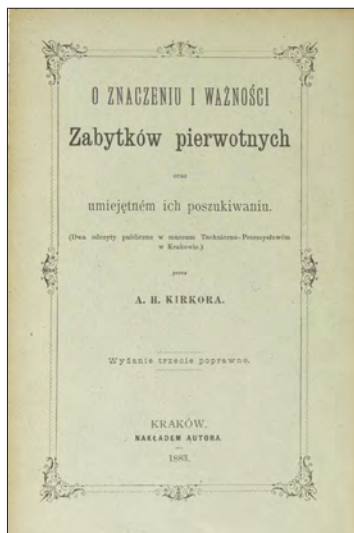 O ZNACZENIU I WAŻNOŚCI
Zabytków pierwotnych
oraz
umiejętném ich poszukiwaniu.
(Dwa odczyty publiczne w muzeum Techniczno-Przemysłowém
w Krakowie.)
przez
A. H. KIRKORA.
Wydanie trzecie poprawne.
KRAKÓW.
NAKŁADEM AUTORA.
1883.